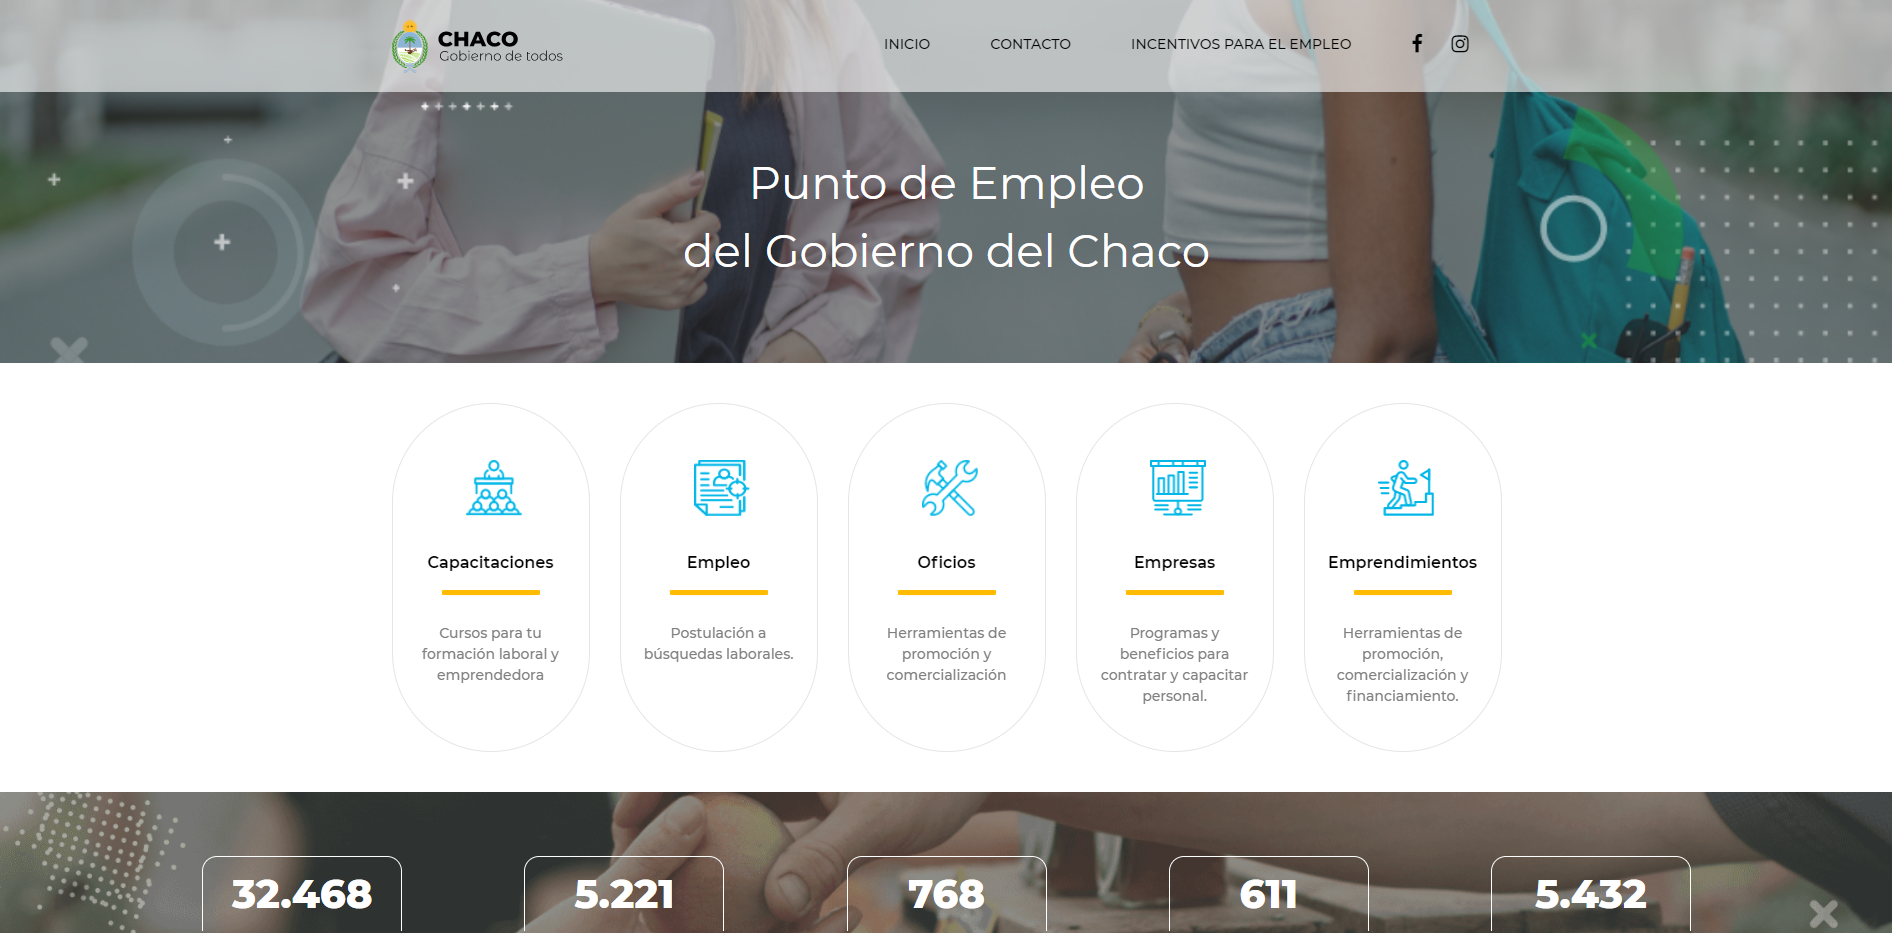 CHACO
Gobierno de todos
INICIO
CONTACTO
INCENTIVOS PARA EL EMPLEO
Punto de Empleo
del Gobierno del Chaco
Capacitaciones
Cursos para tu
formación laboral y
emprendedora
Empleo
Postulación a
búsquedas laborales.
Oficios
Herramientas de
promoción y
comercialización
Empresas
Programas y
beneficios para
contratar y capacitar
personal.
Emprendimientos
Herramientas de
promoción,
comercialización y
financiamiento.
32.468
5.221
768
611
5.432